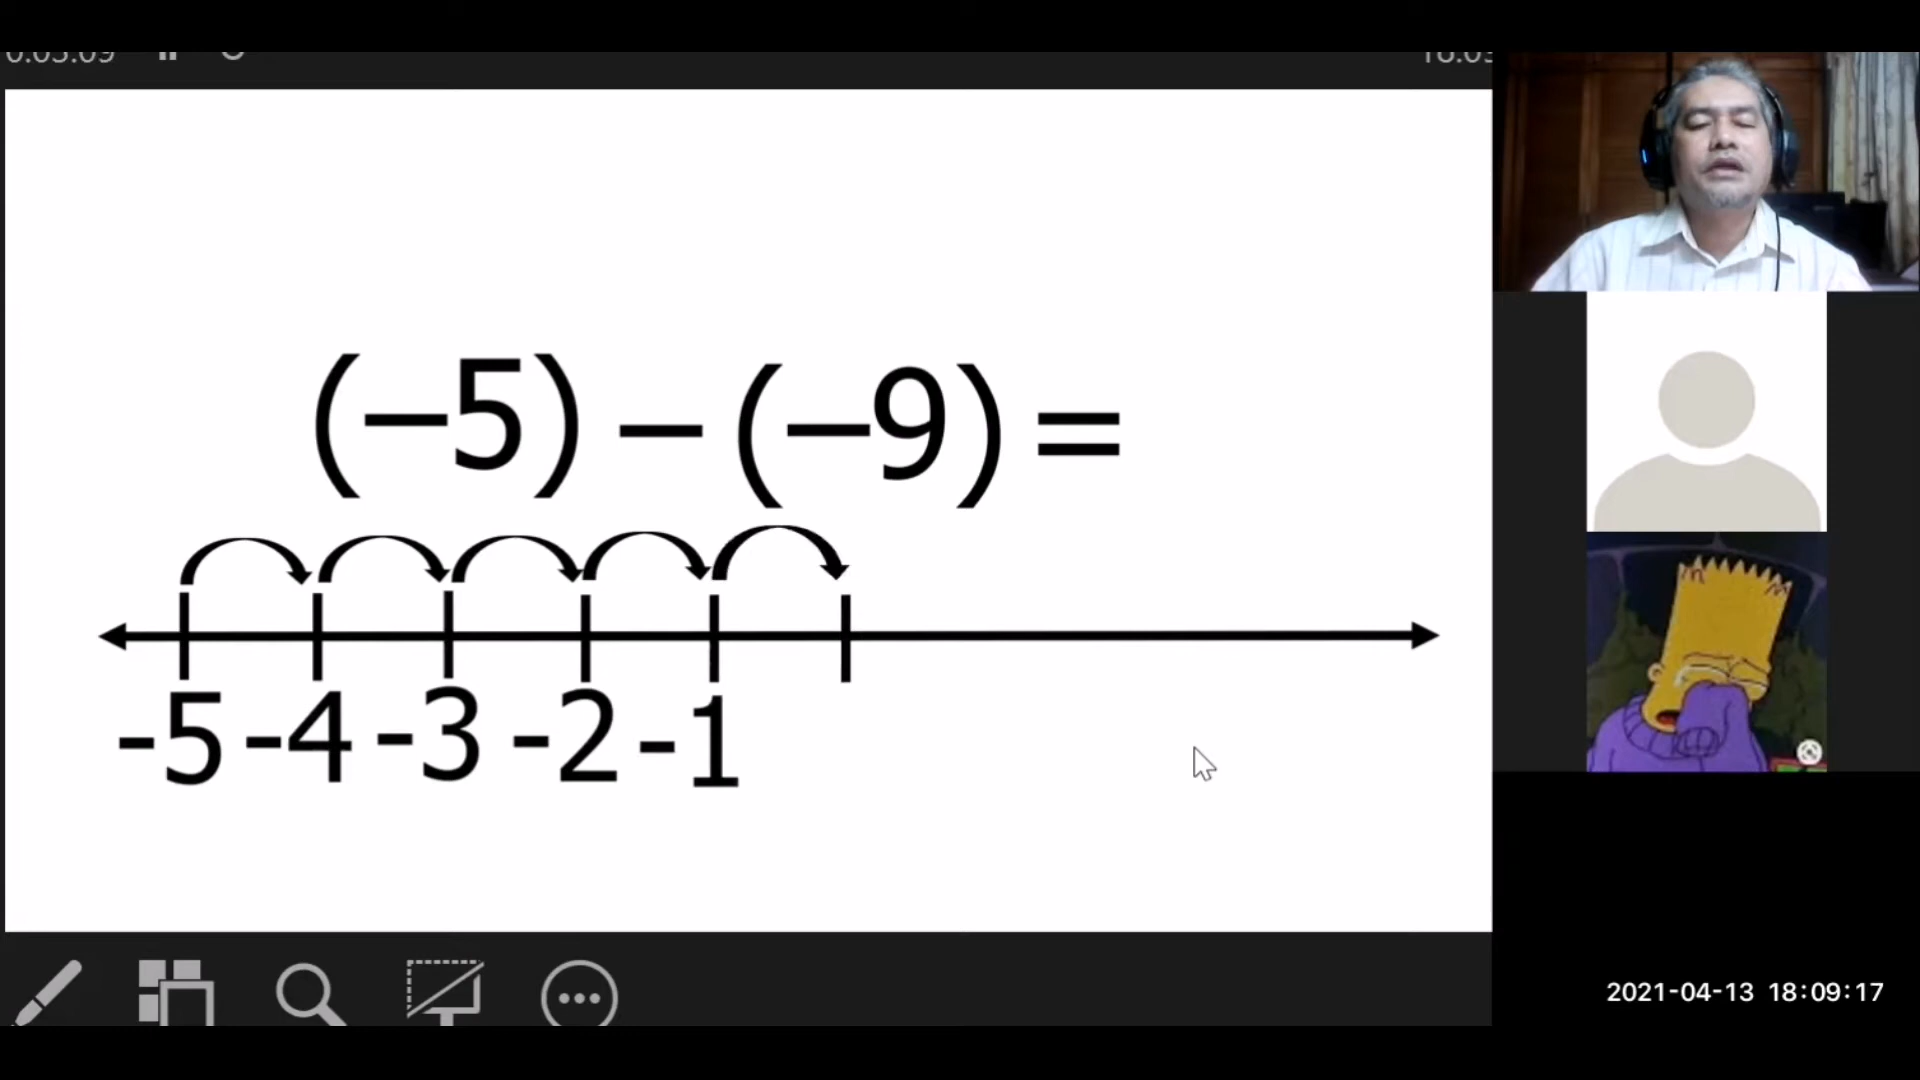 (–5) – (–9) =
-5 -4 -3 -2 -1
2021-04-13 18:09:17